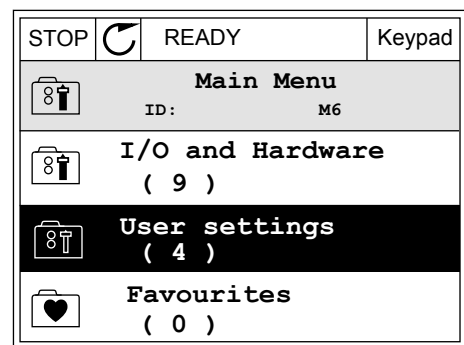 STOP READY Keypad
Main Menu
ID: M6
I/O and Hardware
( 9 )
User settings
( 4 )
Favourites
( 0 )